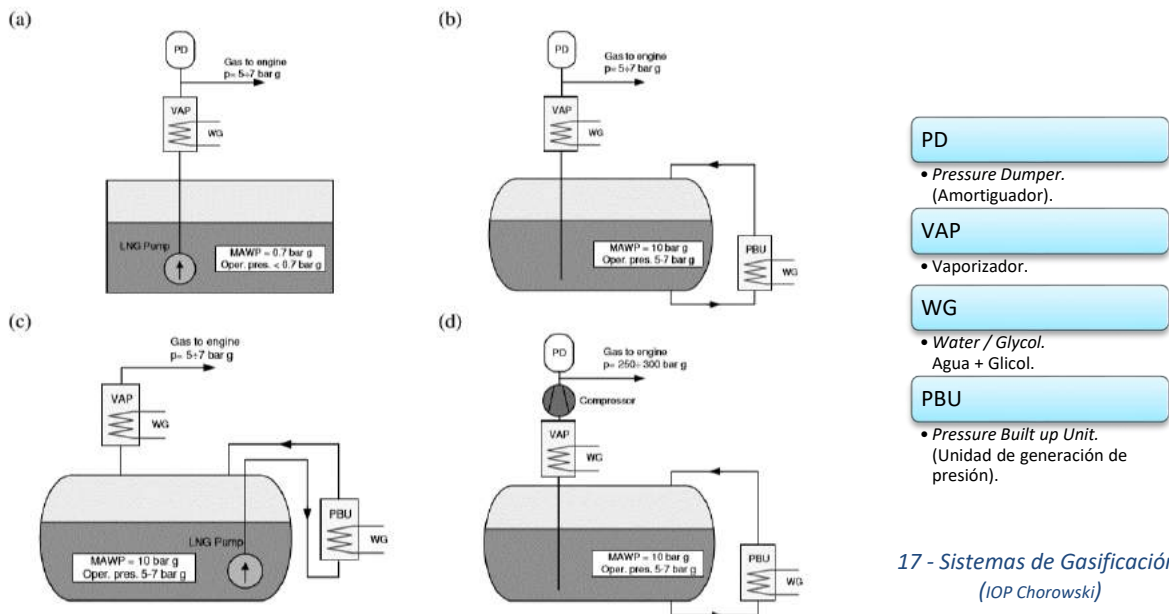 (a)
PD
Gas to engine
p= 5÷7 bar g
VAP
WG
LNG Pump
MAWP = 0.7 bar g
Oper. pres. < 0.7 bar g
(b)
PD
Gas to engine
p= 5÷7 bar g
VAP
WG
MAWP = 10 bar g
Oper. pres. 5-7 bar g
PBU
WG
(c)
Gas to engine
p= 5÷7 bar g
VAP
WG
PBU
WG
LNG Pump
MAWP = 10 bar g
Oper. pres. 5-7 bar g
(d)
PD
Gas to engine
p= 250÷300 bar g
Compressor
VAP
WG
MAWP = 10 bar g
Oper. pres. 5-7 bar g
PBU
WG
PD
• Pressure Dumper.
(Amortiguador).
VAP
• Vaporizador.
WG
• Water / Glycol.
Agua + Glicol.
PBU
• Pressure Built up Unit.
(Unidad de generación de
presión).
17 - Sistemas de Gasificación
(IOP Chorowski)